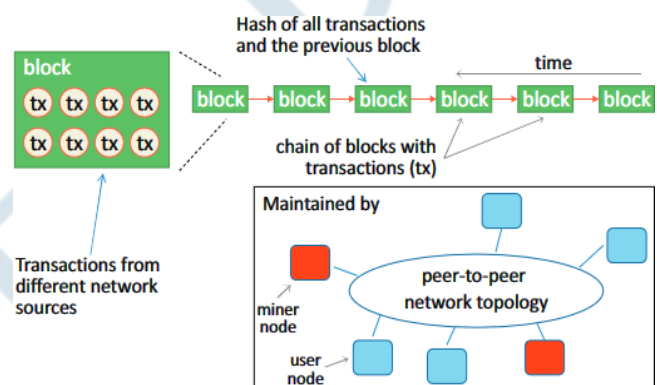 Hash of all transactions
and the previous block
block
tx tx tx tx
tx tx tx tx
time
block block block block block block
chain of blocks with
transactions (tx)
Transactions from
different network
sources
Maintained by
peer-to-peer
network topology
miner
node
user
node